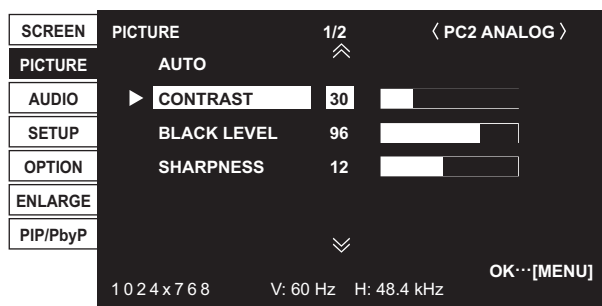 SCREEN
PICTURE
AUDIO
SETUP
OPTION
ENLARGE
PIP/PbyP
PICTURE 1/2 〈 PC2 ANALOG 〉
AUTO
CONTRAST 30
BLACK LEVEL 96
SHARPNESS 12
OK···[MENU]
1024x768 V: 60 Hz H: 48.4 kHz